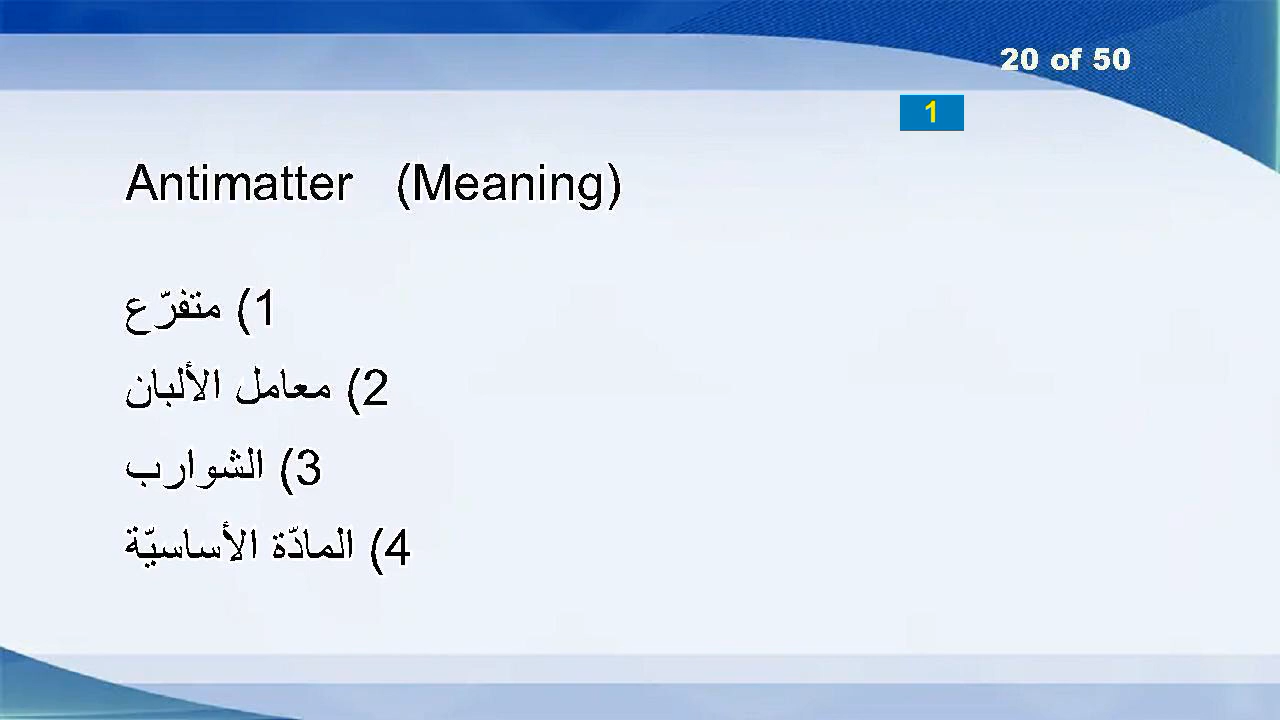 20 of 50
1
Antimatter (Meaning)
1) متفرّع
2) معامل الألبان
3) الشوارب
4) المادّة الأساسيّة